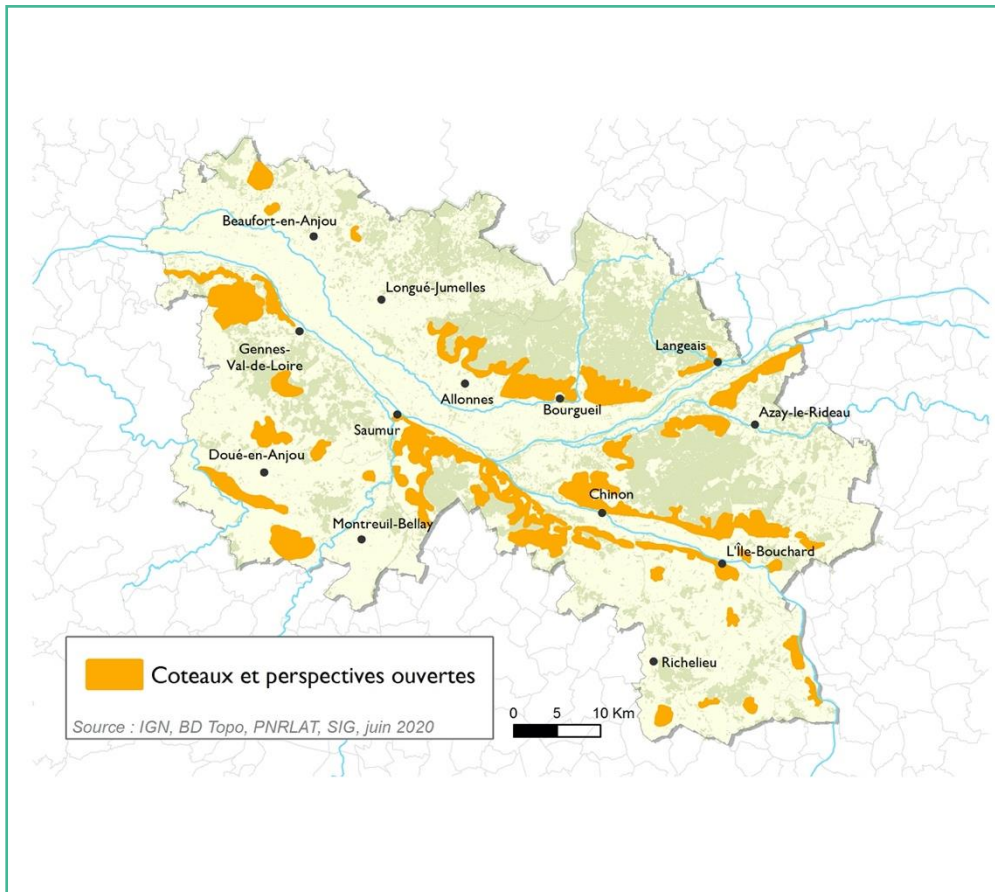 Beaufort-en-Anjou
Longué-Jumelles
Gennes-
Val-de-Loire
Langeais
Allonnes
Bourgueil
Azay-le-Rideau
Saumur
Doué-en-Anjou
Chinon
Montreuil-Bellay
L'Île-Bouchard
Richelieu
Coteaux et perspectives ouvertes
Source : IGN, BD Topo, PNRLAT, SIG, juin 2020
0 5 10 Km